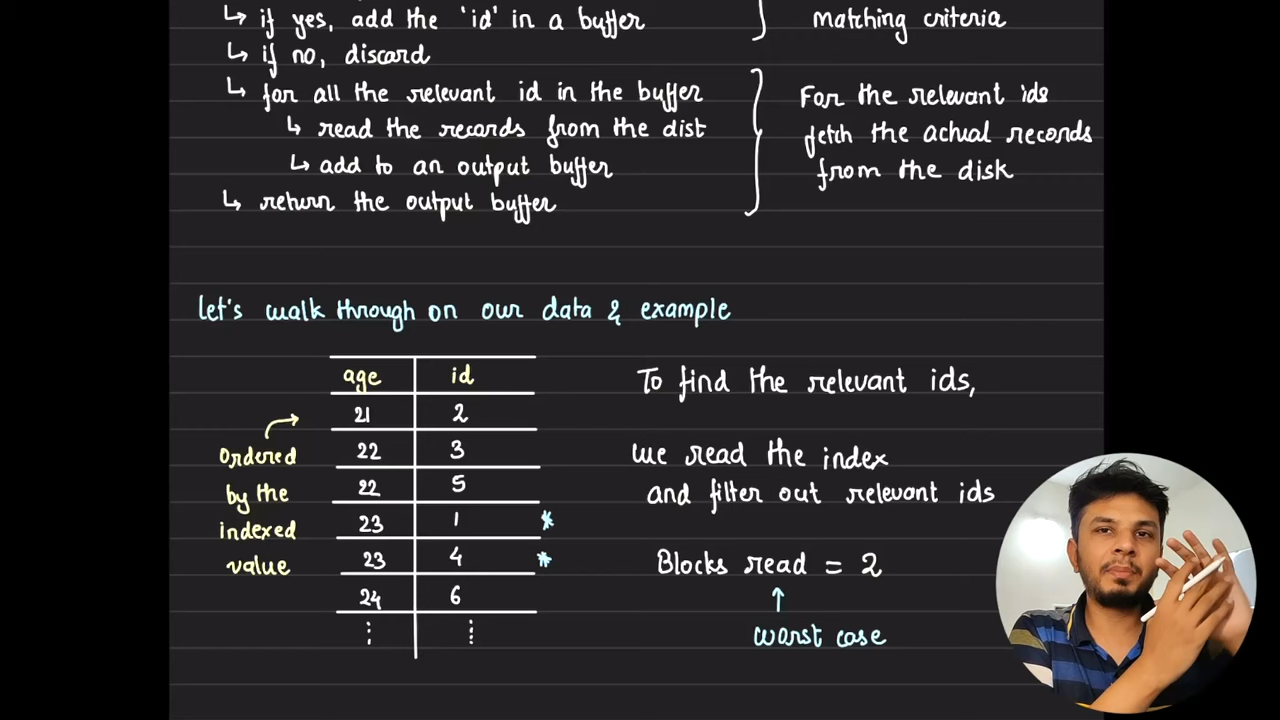 ↳ if yes, add the 'id' in a buffer
matching criteria
↳ if no, discard
↳ for all the relevant id in the buffer
↳ read the records from the dist
↳ add to an output buffer
↳ return the output buffer
For the relevant ids
fetch the actual records
from the disk
let's walk through on our data & example
age id
21 2
22 3
22 5
23 1 *
23 4 *
24 6
⋮ ⋮
ordered
by the
indexed
value
To find the relevant ids,
we read the index
and filter out relevant ids
Blocks read = 2
↑
worst case